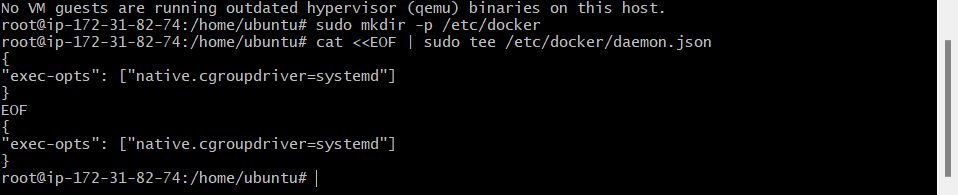 No VM guests are running outdated hypervisor (qemu) binaries on this host.
root@ip-172-31-82-74:/home/ubuntu# sudo mkdir -p /etc/docker
root@ip-172-31-82-74:/home/ubuntu# cat <<EOF | sudo tee /etc/docker/daemon.json
{
"exec-opts": ["native.cgroupdriver=systemd"]
}
EOF
{
"exec-opts": ["native.cgroupdriver=systemd"]
}
root@ip-172-31-82-74:/home/ubuntu#